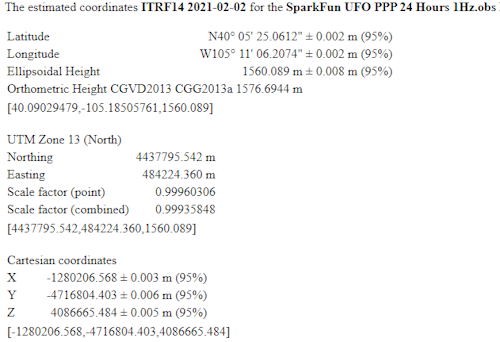 The estimated coordinates ITRF14 2021-02-02 for the SparkFun UFO PPP 24 Hours 1Hz.obs
Latitude N40° 05' 25.0612" ± 0.002 m (95%)
Longitude W105° 11' 06.2074" ± 0.002 m (95%)
Ellipsoidal Height 1560.089 m ± 0.008 m (95%)
Orthometric Height CGVD2013 CGG2013a 1576.6944 m
[40.09029479,-105.18505761,1560.089]
UTM Zone 13 (North)
Northing 4437795.542 m
Easting 484224.360 m
Scale factor (point) 0.99960306
Scale factor (combined) 0.99935848
[4437795.542,484224.360,1560.089]
Cartesian coordinates
X -1280206.568 ± 0.003 m (95%)
Y -4716804.403 ± 0.006 m (95%)
Z 4086665.484 ± 0.005 m (95%)
[-1280206.568,-4716804.403,4086665.484]